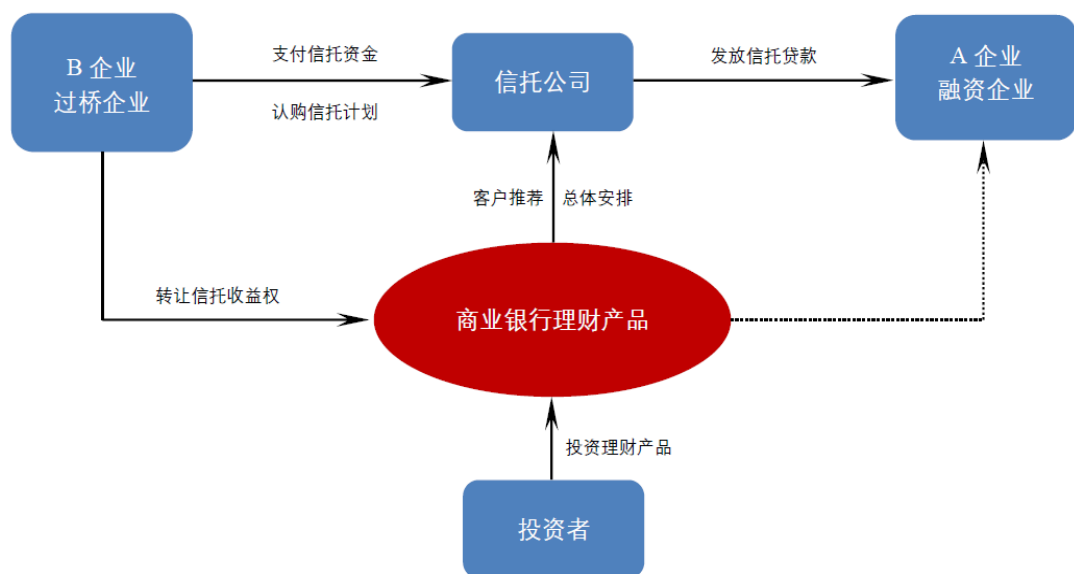 B 企业
过桥企业
支付信托资金
认购信托计划
信托公司
发放信托贷款
A 企业
融资企业
客户推荐
总体安排
转让信托收益权
商业银行理财产品
投资理财产品
投资者